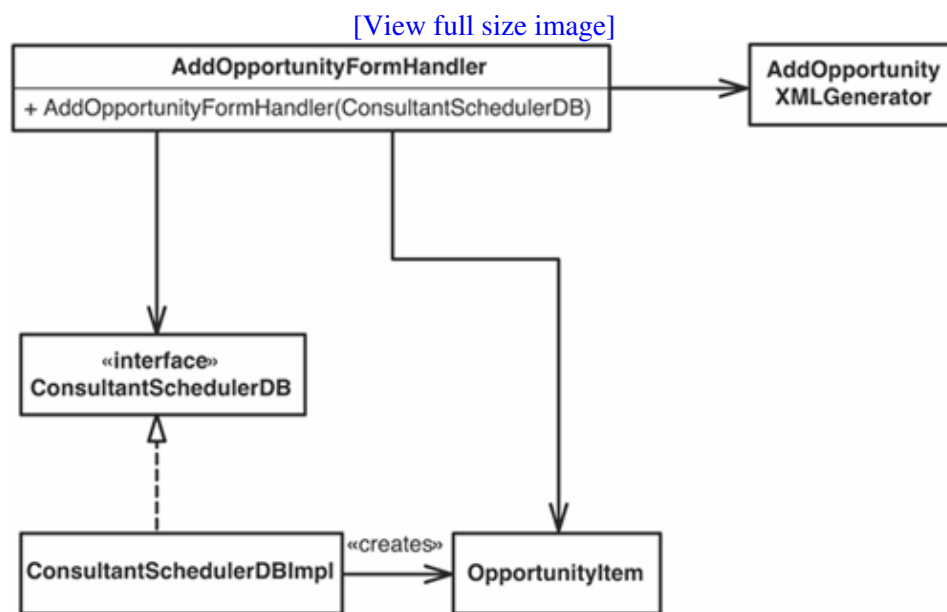 [View full size image]
AddOpportunityFormHandler
+ AddOpportunityFormHandler(ConsultantSchedulerDB)
AddOpportunity
XMLGenerator
«interface»
ConsultantSchedulerDB
ConsultantSchedulerDBImpl
«creates»
OpportunityItem